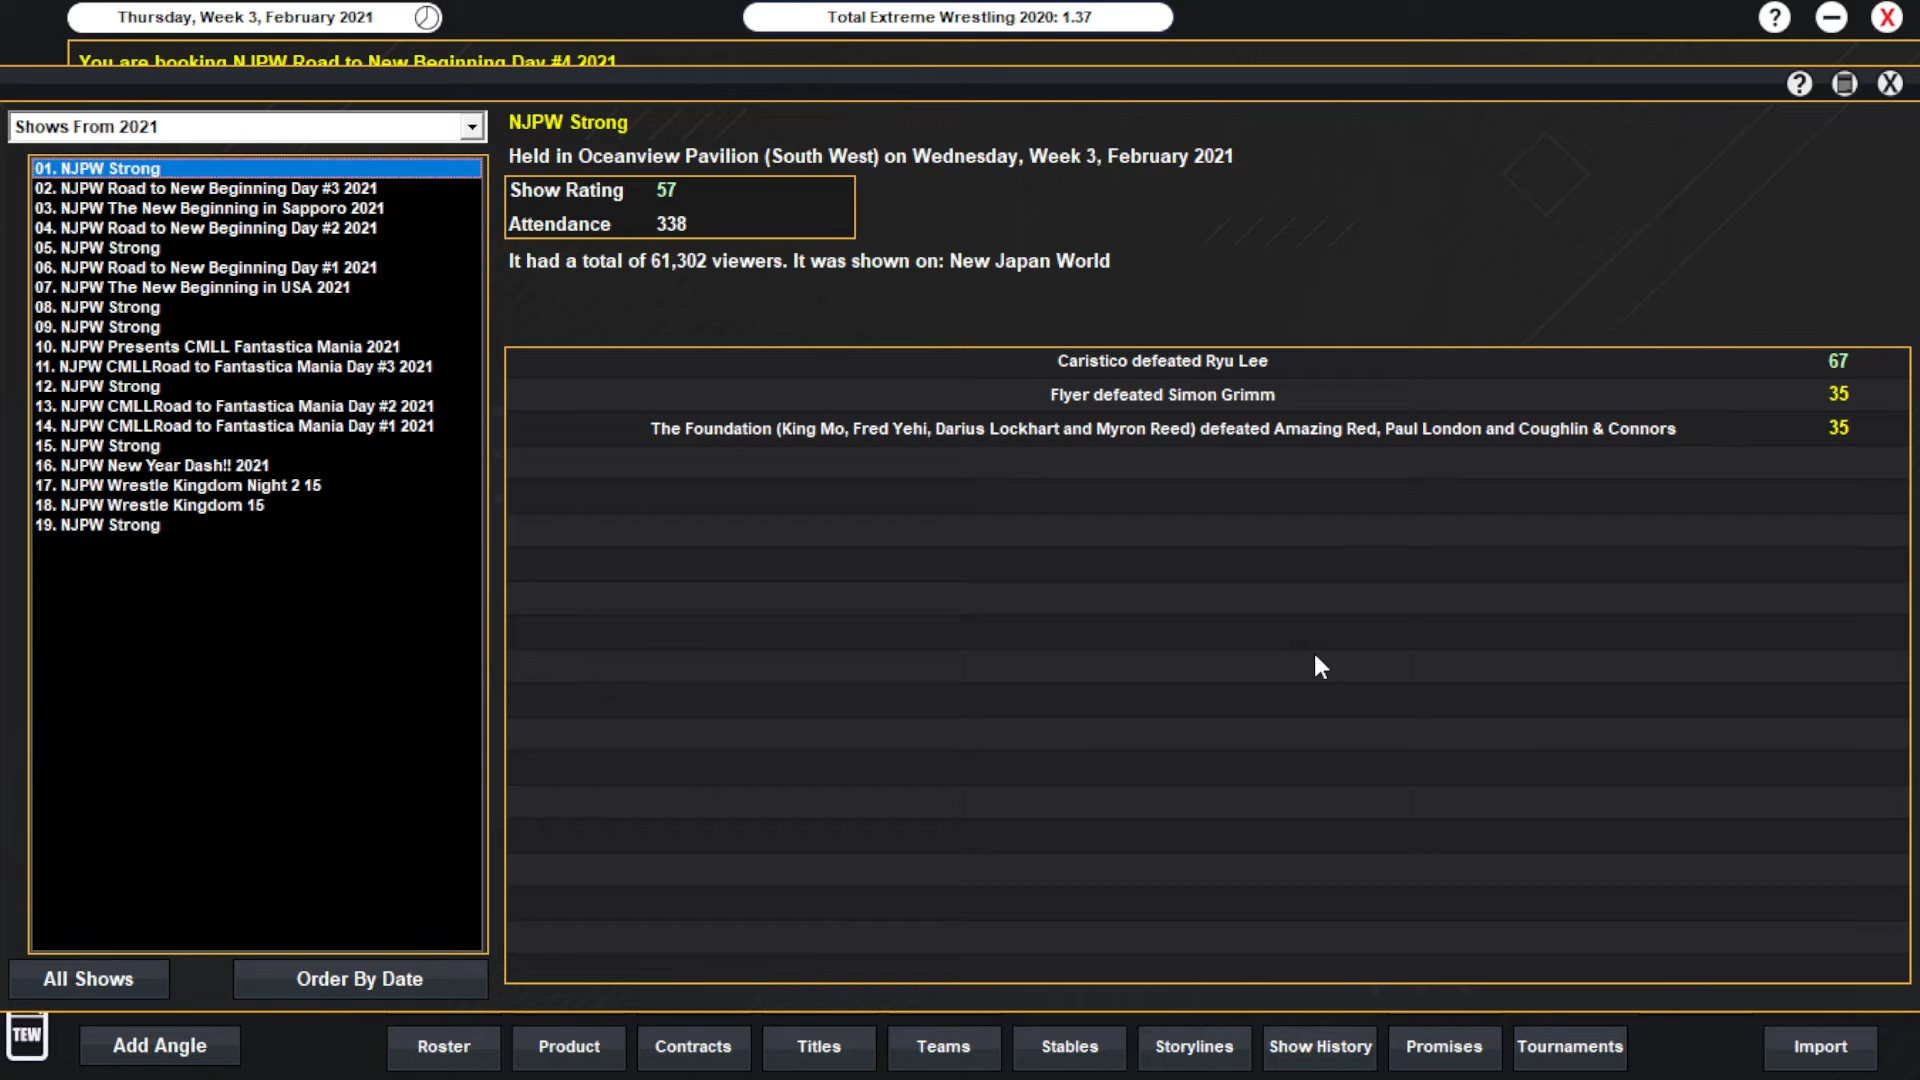 Thursday, Week 3, February 2021
Total Extreme Wrestling 2020: 1.37
?
X
You are booking NJPW Road to New Beginning Day #4 2021
?
X
Shows From 2021
01. NJPW Strong
02. NJPW Road to New Beginning Day #3 2021
03. NJPW The New Beginning in Sapporo 2021
04. NJPW Road to New Beginning Day #2 2021
05. NJPW Strong
06. NJPW Road to New Beginning Day #1 2021
07. NJPW The New Beginning in USA 2021
08. NJPW Strong
09. NJPW Strong
10. NJPW Presents CMLL Fantastica Mania 2021
11. NJPW CMLLRoad to Fantastica Mania Day #3 2021
12. NJPW Strong
13. NJPW CMLLRoad to Fantastica Mania Day #2 2021
14. NJPW CMLLRoad to Fantastica Mania Day #1 2021
15. NJPW Strong
16. NJPW New Year Dash!! 2021
17. NJPW Wrestle Kingdom Night 2 15
18. NJPW Wrestle Kingdom 15
19. NJPW Strong
All Shows
Order By Date
NJPW Strong
Held in Oceanview Pavilion (South West) on Wednesday, Week 3, February 2021
Show Rating 57
Attendance 338
It had a total of 61,302 viewers. It was shown on: New Japan World
Caristico defeated Ryu Lee 67
Flyer defeated Simon Grimm 35
The Foundation (King Mo, Fred Yehi, Darius Lockhart and Myron Reed) defeated Amazing Red, Paul London and Coughlin & Connors 35
TEW
Add Angle
Roster
Product
Contracts
Titles
Teams
Stables
Storylines
Show History
Promises
Tournaments
Import